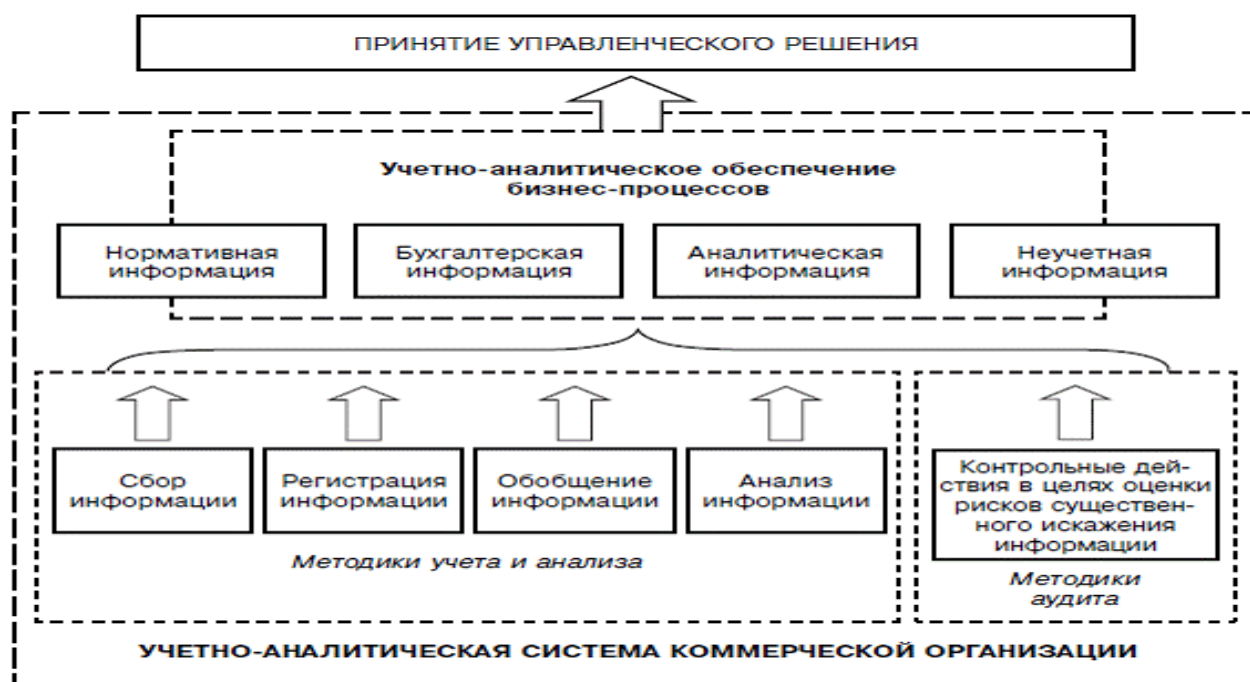 ПРИНЯТИЕ УПРАВЛЕНЧЕСКОГО РЕШЕНИЯ
Учетно-аналитическое обеспечение
бизнес-процессов
Нормативная
информация
Бухгалтерская
информация
Аналитическая
информация
Неучетная
информация
Сбор
информации
Регистрация
информации
Обобщение
информации
Анализ
информации
Контрольные дей-
ствия в целях оценки
рисков существен-
ного искажения
информации
Методики учета и анализа
Методики
аудита
УЧЕТНО-АНАЛИТИЧЕСКАЯ СИСТЕМА КОММЕРЧЕСКОЙ ОРГАНИЗАЦИИ